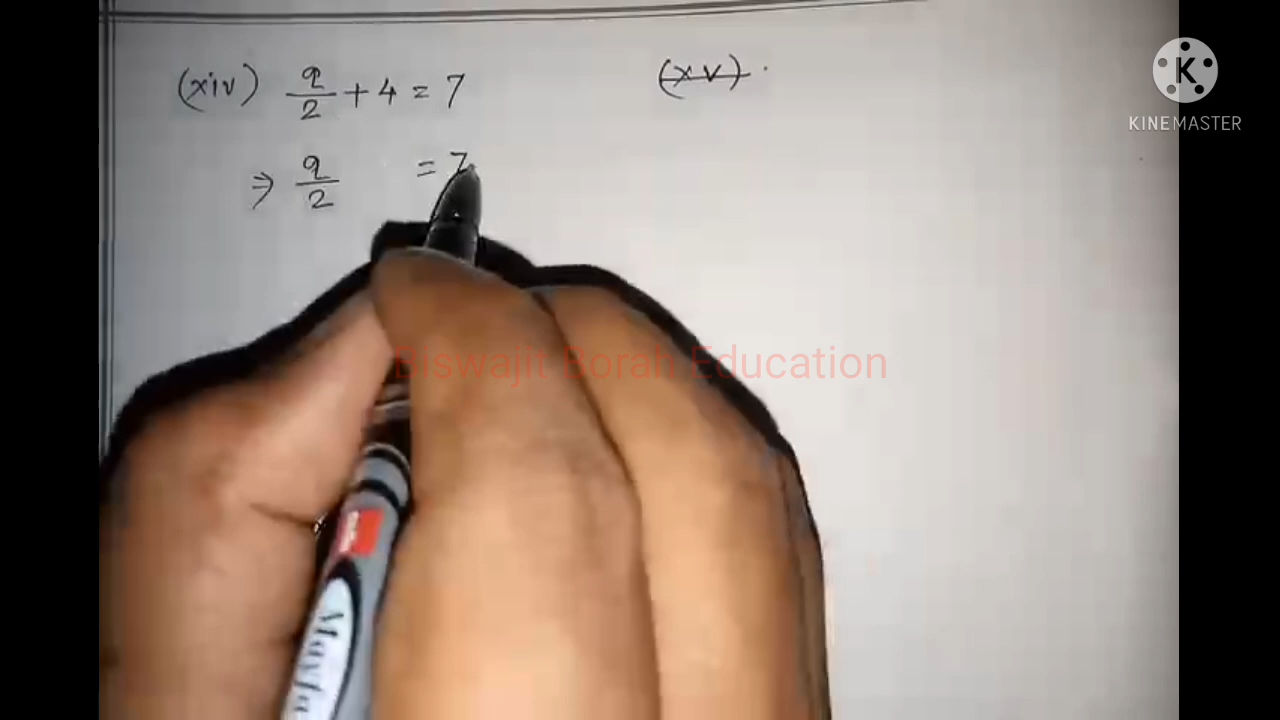 (xiv) q/2 + 4 = 7
(xv) .
⇒ q/2 = 7
K
KINEMASTER
Biswajit Borah Education